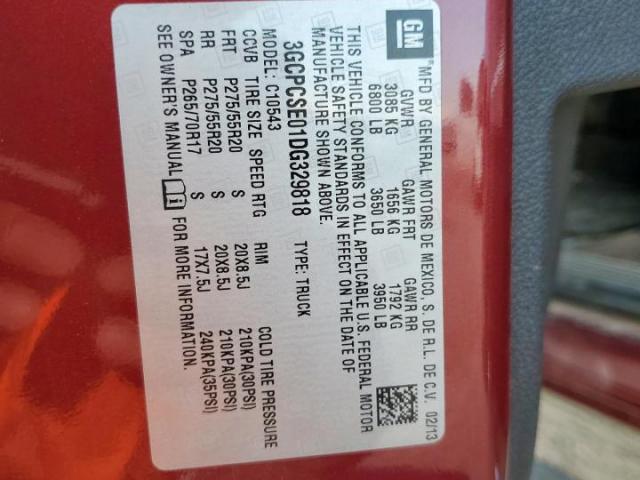 GM
®MFD BY GENERAL MOTORS DE MEXICO, S. DE R.L. DE C.V. 02/13
GVWR GAWR FRT GAWR RR
3085 KG 1656 KG 1792 KG
6800 LB 3650 LB 3950 LB
THIS VEHICLE CONFORMS TO ALL APPLICABLE U.S. FEDERAL MOTOR
VEHICLE SAFETY STANDARDS IN EFFECT ON THE DATE OF
MANUFACTURE SHOWN ABOVE.
3GCPCSE01DG329818 TYPE: TRUCK
MODEL: C10543
CCVB TIRE SIZE SPEED RTG RIM COLD TIRE PRESSURE
FRT P275/55R20 S 20X8.5J 210KPA(30PSI)
RR P275/55R20 S 20X8.5J 210KPA(30PSI)
SPA P265/70R17 S 17X7.5J 240KPA(35PSI)
SEE OWNER'S MANUAL i FOR MORE INFORMATION.